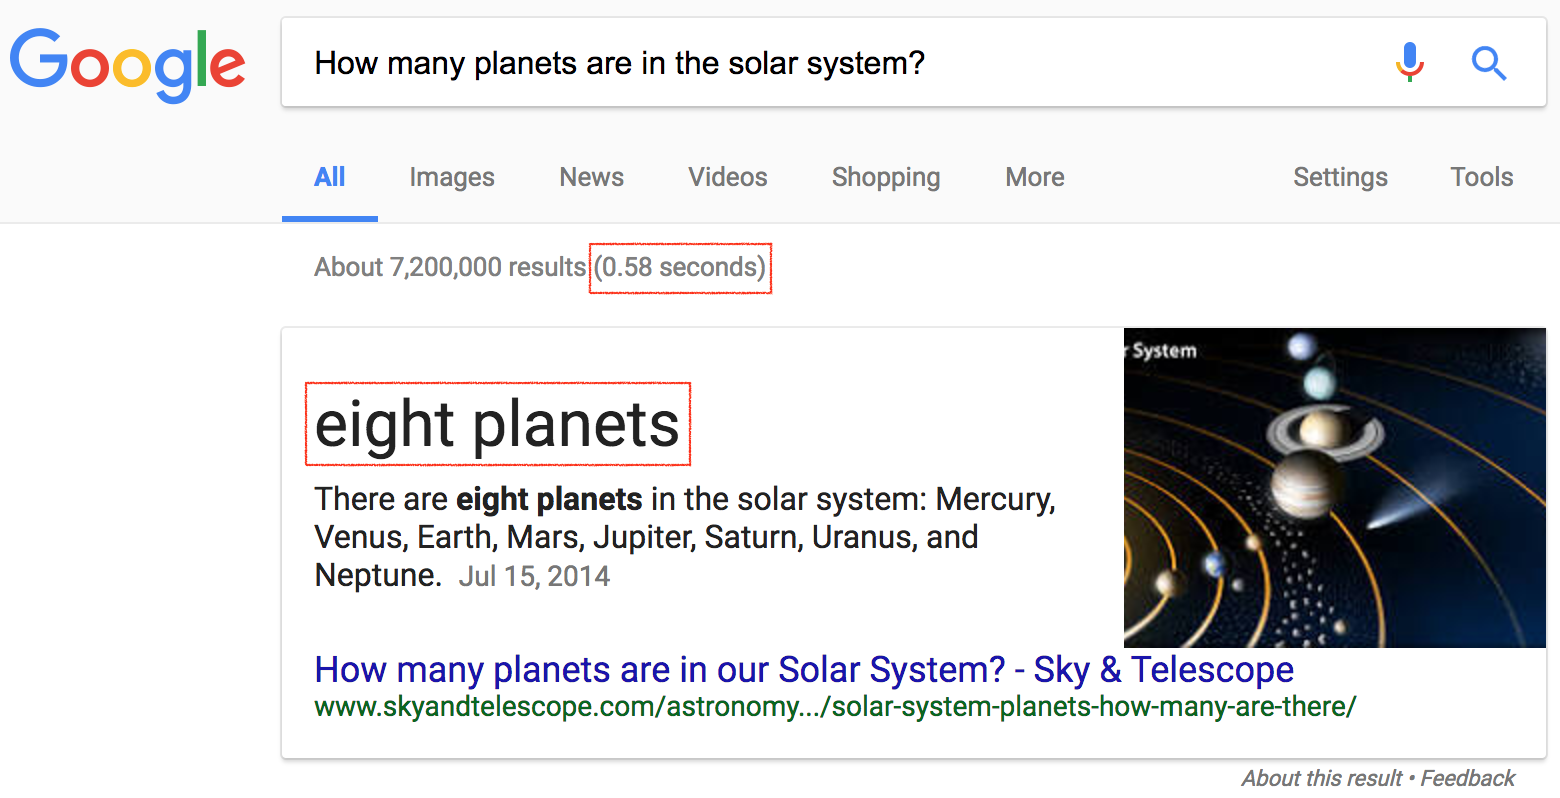 Google
How many planets are in the solar system?
All Images News Videos Shopping More Settings Tools
About 7,200,000 results (0.58 seconds)
r System
eight planets
There are eight planets in the solar system: Mercury,
Venus, Earth, Mars, Jupiter, Saturn, Uranus, and
Neptune. Jul 15, 2014
How many planets are in our Solar System? - Sky & Telescope
www.skyandtelescope.com/astronomy.../solar-system-planets-how-many-are-there/
About this result • Feedback